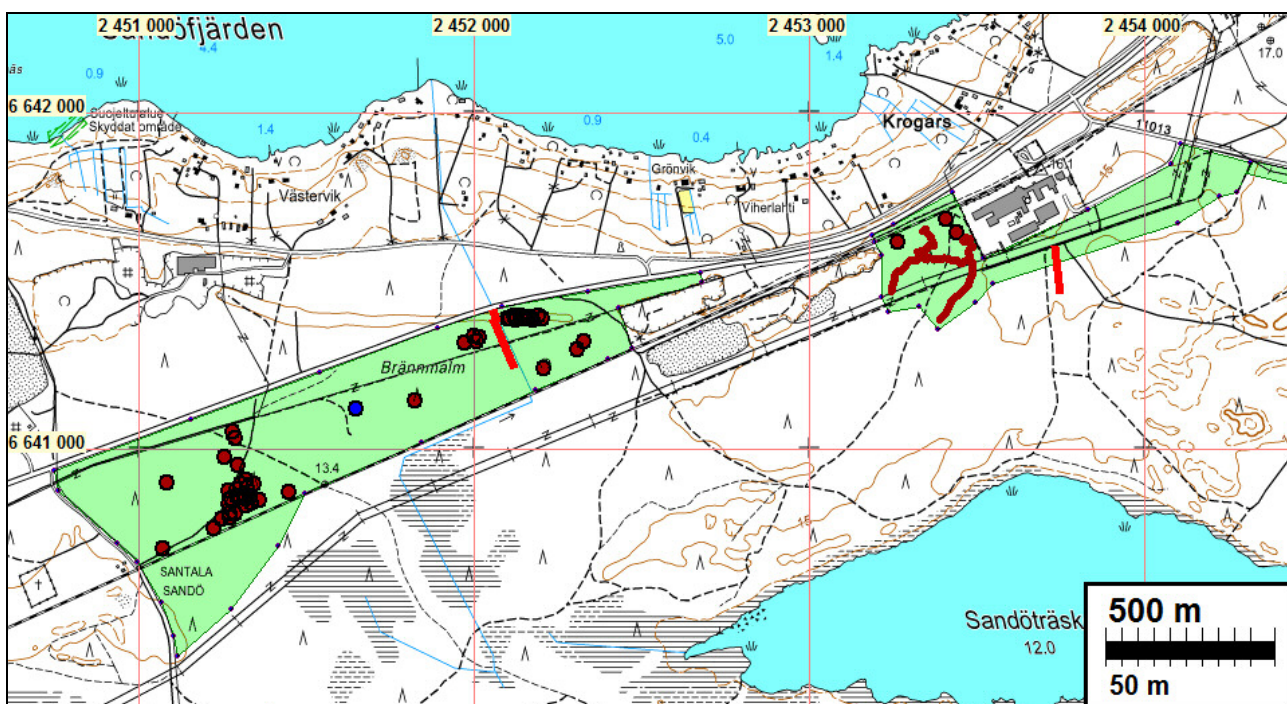 2 451 000
2 452 000
2 453 000
2 454 000
Sandöfjärden
4.4
5.0
1.4
17.0
äs
0.9
6 642 000
Suojelualue
Skyddat område
1.4
0.9
0.4
Krogars
11013
16.1
15
Grönvik
Västervik
Viherlahti
Brännmalm
6 641 000
13.4
15
SANTALA
SANDÖ
Sandöträsk
12.0
500 m
50 m